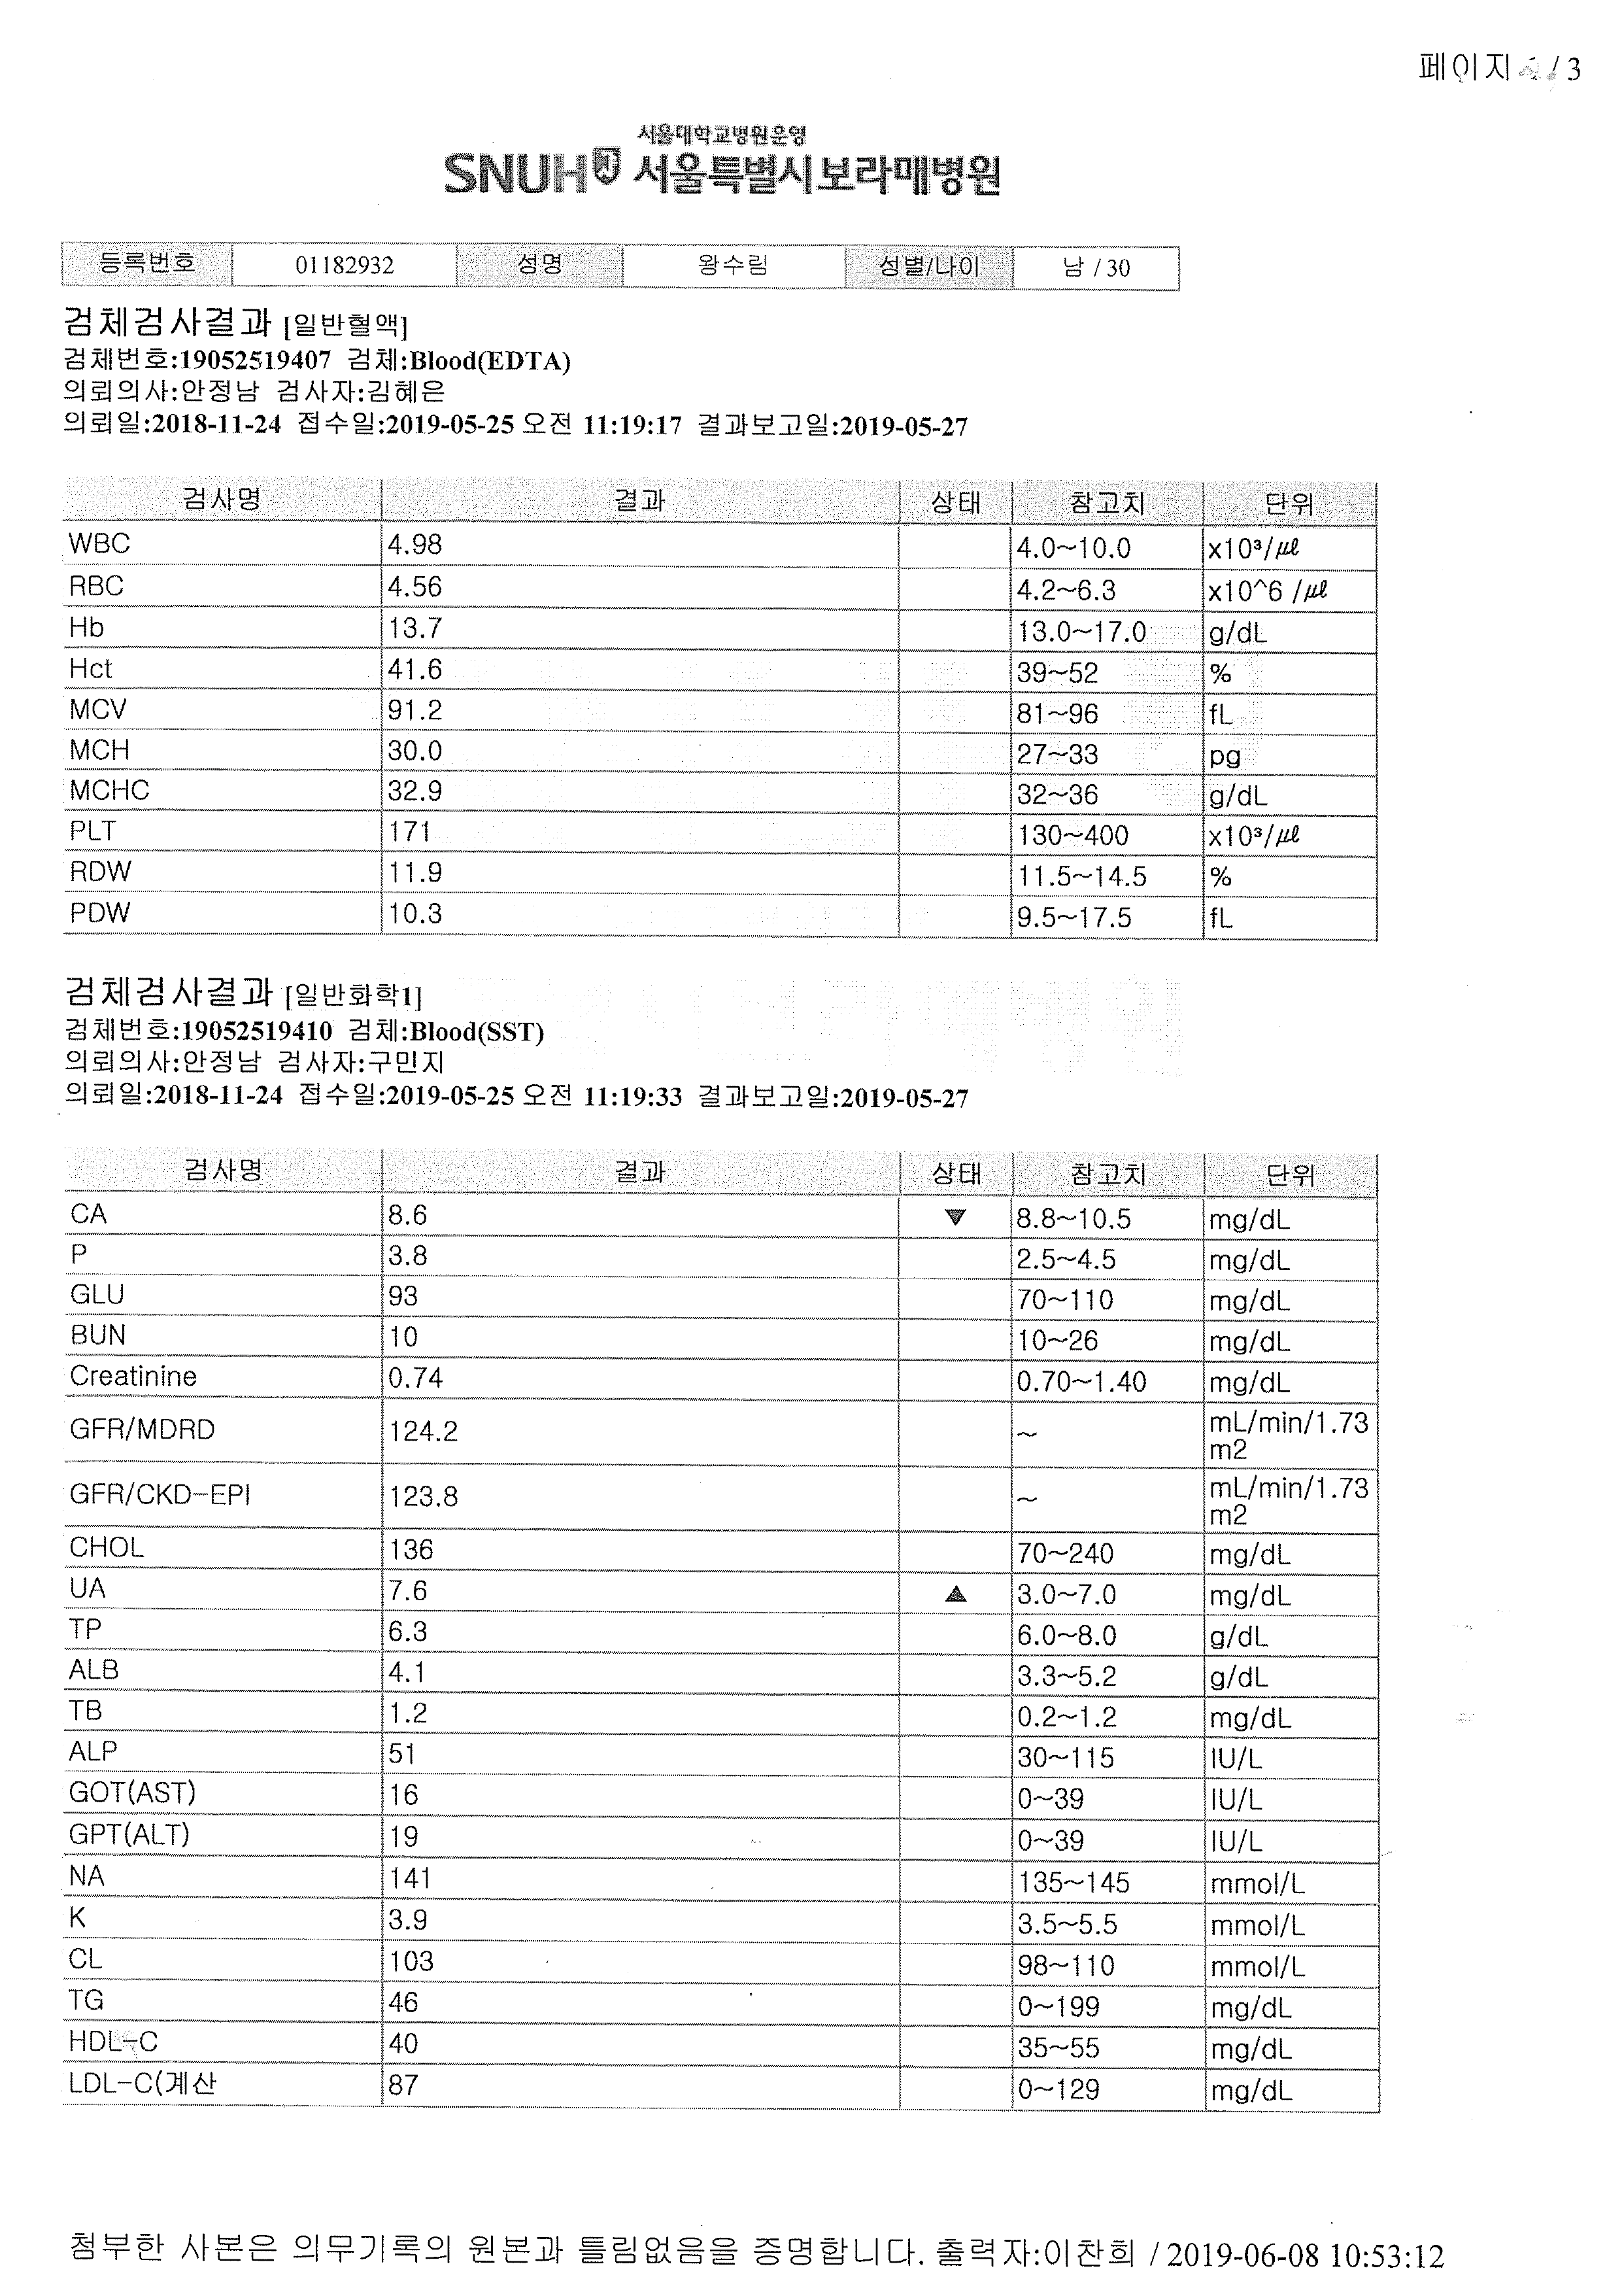 페이지 / 3
서울대학교병원운영
SNUH 서울특별시보라매병원
등록번호 01182932 성명 왕수림 성별/나이 남 / 30
검체검사결과 [일반혈액]
검체번호:19052519407 검체:Blood(EDTA)
의뢰의사:안정남 검사자:김혜은
의뢰일:2018-11-24 접수일:2019-05-25 오전 11:19:17 결과보고일:2019-05-27
검사명 결과 상태 참고치 단위
WBC 4.98 4.0~10.0 x10³/㎕
RBC 4.56 4.2~6.3 x10^6 /㎕
Hb 13.7 13.0~17.0 g/dL
Hct 41.6 39~52 %
MCV 91.2 81~96 fL
MCH 30.0 27~33 pg
MCHC 32.9 32~36 g/dL
PLT 171 130~400 x10³/㎕
RDW 11.9 11.5~14.5 %
PDW 10.3 9.5~17.5 fL
검체검사결과 [일반화학1]
검체번호:19052519410 검체:Blood(SST)
의뢰의사:안정남 검사자:구민지
의뢰일:2018-11-24 접수일:2019-05-25 오전 11:19:33 결과보고일:2019-05-27
검사명 결과 상태 참고치 단위
CA 8.6 ▼ 8.8~10.5 mg/dL
P 3.8 2.5~4.5 mg/dL
GLU 93 70~110 mg/dL
BUN 10 10~26 mg/dL
Creatinine 0.74 0.70~1.40 mg/dL
GFR/MDRD 124.2 ~ mL/min/1.73
m2
GFR/CKD-EPI 123.8 ~ mL/min/1.73
m2
CHOL 136 70~240 mg/dL
UA 7.6 ▲ 3.0~7.0 mg/dL
TP 6.3 6.0~8.0 g/dL
ALB 4.1 3.3~5.2 g/dL
TB 1.2 0.2~1.2 mg/dL
ALP 51 30~115 IU/L
GOT(AST) 16 0~39 IU/L
GPT(ALT) 19 0~39 IU/L
NA 141 135~145 mmol/L
K 3.9 3.5~5.5 mmol/L
CL 103 98~110 mmol/L
TG 46 0~199 mg/dL
HDL-C 40 35~55 mg/dL
LDL-C(계산 87 0~129 mg/dL
첨부한 사본은 의무기록의 원본과 틀림없음을 증명합니다. 출력자:이찬희 / 2019-06-08 10:53:12